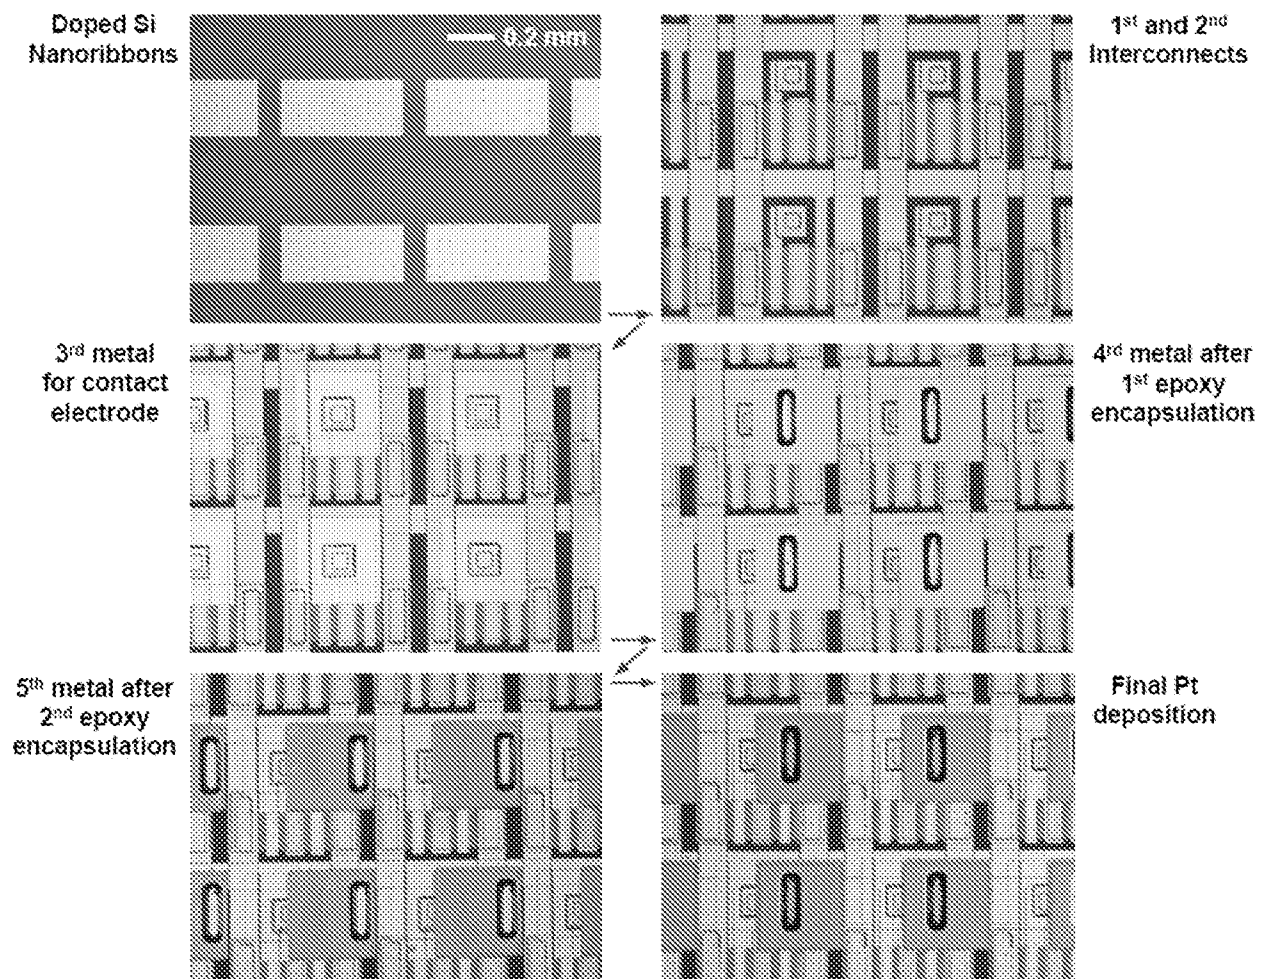 Doped Si
Nanoribbons
0.2 mm
1st and 2nd
Interconnects
3rd metal
for contact
electrode
4rd metal after
1st epoxy
encapsulation
5th metal after
2nd epoxy
encapsulation
Final Pt
deposition